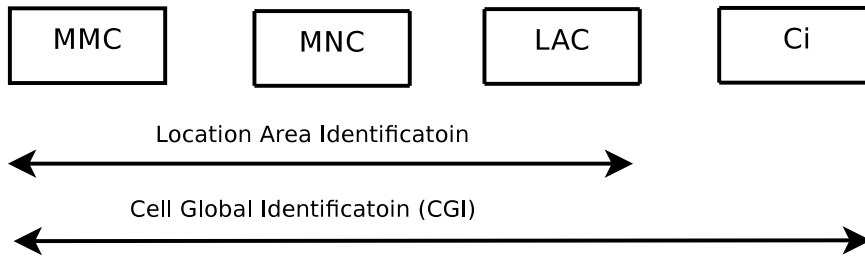 MMC MNC LAC Ci
Location Area Identificatoin
Cell Global Identificatoin (CGI)